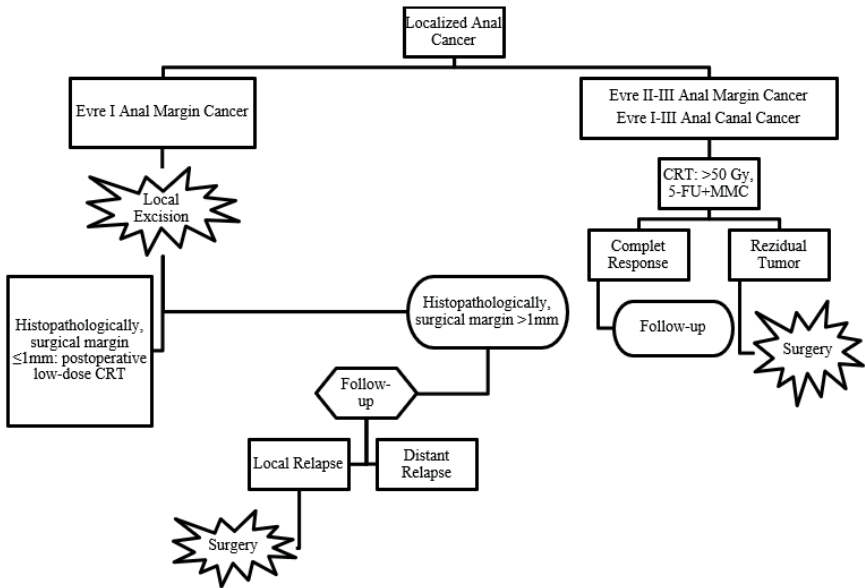 Localized Anal
Cancer
Evre I Anal Margin Cancer
Evre II-III Anal Margin Cancer
Evre I-III Anal Canal Cancer
Local
Excision
CRT: >50 Gy,
5-FU+MMC
Complet
Response
Rezidual
Tumor
Histopathologically,
surgical margin
≤1mm: postoperative
low-dose CRT
Histopathologically,
surgical margin >1mm
Follow-up
Surgery
Follow-
up
Local Relapse
Distant
Relapse
Surgery